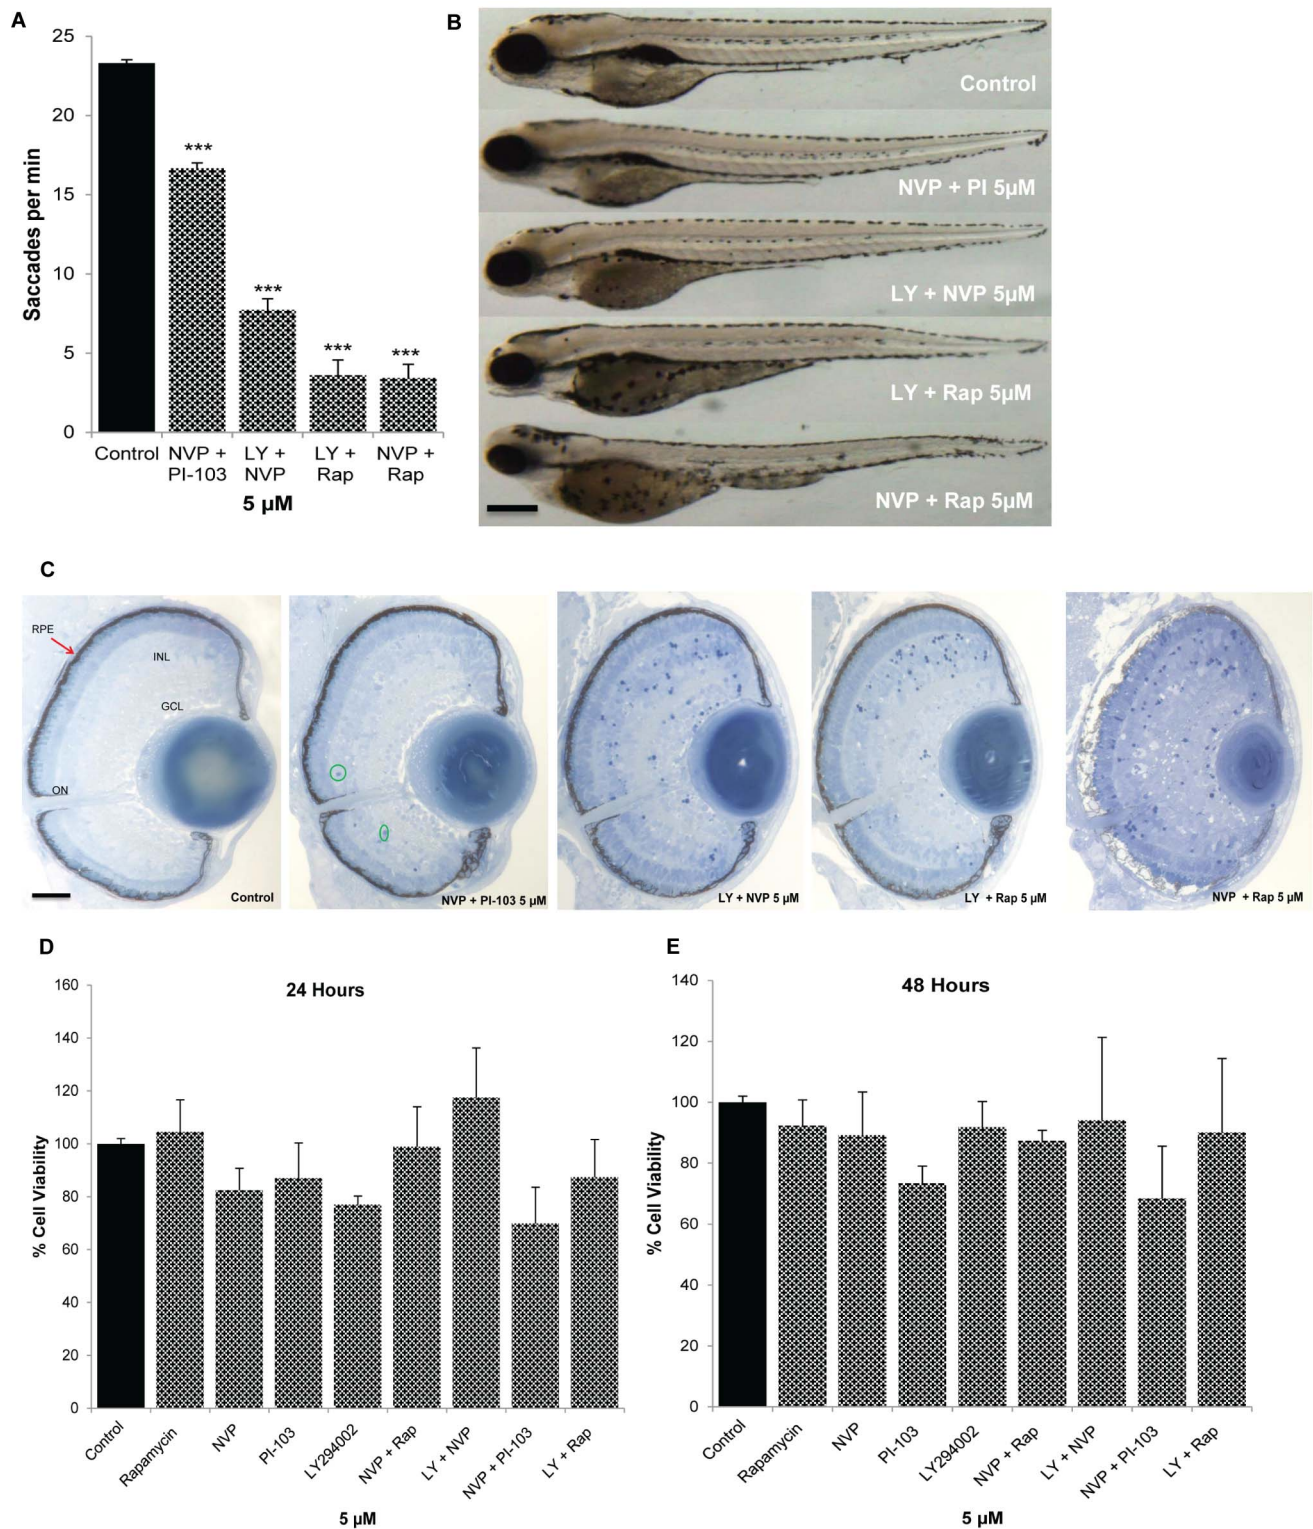 A
25
20
15
10
5
0
Saccades per min
***
***
***
***
Control
NVP +
PI-103
LY +
NVP
LY +
Rap
NVP +
Rap
5 µM
B
Control
NVP + PI 5µM
LY + NVP 5µM
LY + Rap 5µM
NVP + Rap 5µM
C
RPE
INL
GCL
ON
Control
NVP + PI-103 5 µM
LY + NVP 5 µM
LY + Rap 5 µM
NVP + Rap 5 µM
D
24 Hours
160
140
120
100
80
60
40
20
0
% Cell Viability
Control
Rapamycin
NVP
PI-103
LY294002
NVP + Rap
LY + NVP
NVP + PI-103
LY + Rap
5 µM
E
48 Hours
140
120
100
80
60
40
20
0
% Cell Viability
Control
Rapamycin
NVP
PI-103
LY294002
NVP + Rap
LY + NVP
NVP + PI-103
LY + Rap
5 µM